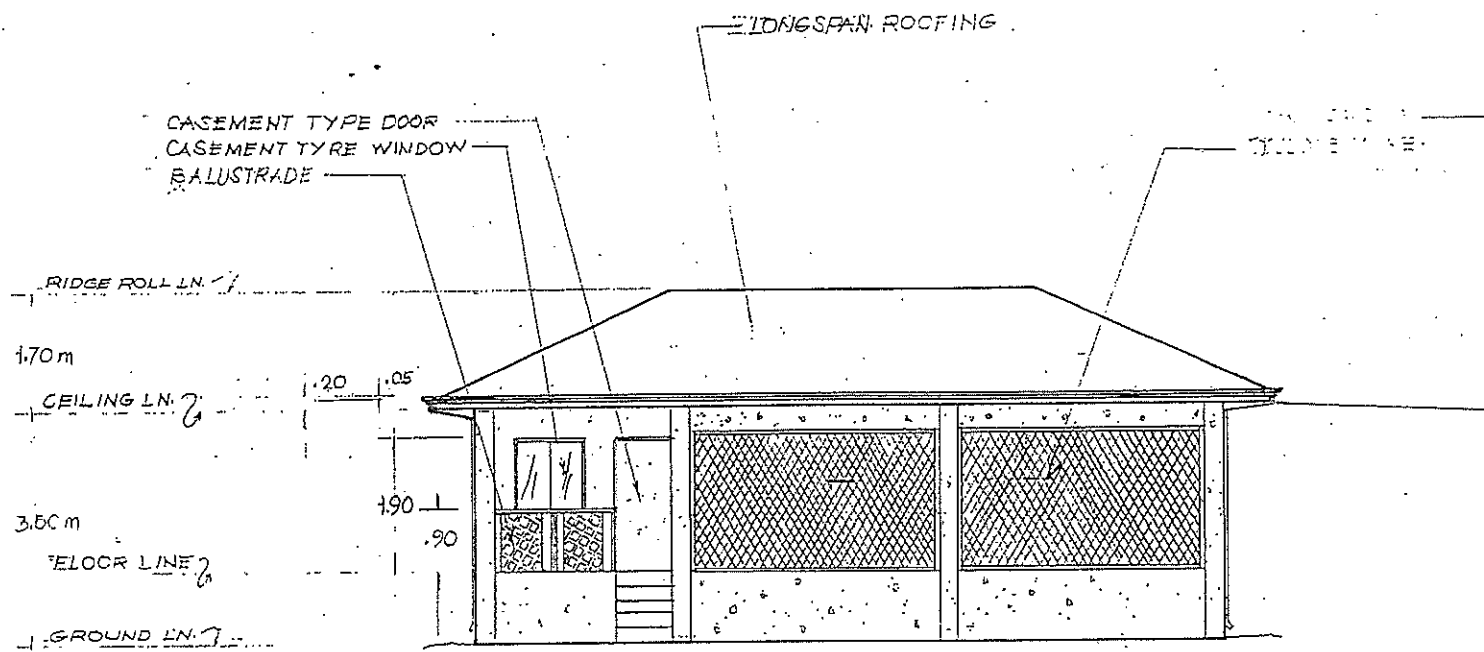 LONGSPAN ROOFING
CASEMENT TYPE DOOR
CASEMENT TYPE WINDOW
BALUSTRADE
RIDGE ROLL LN.
1.70 m
.20 .05
CEILING LN.
1.90
3.50 m
.90
FLOOR LINE
GROUND LN.